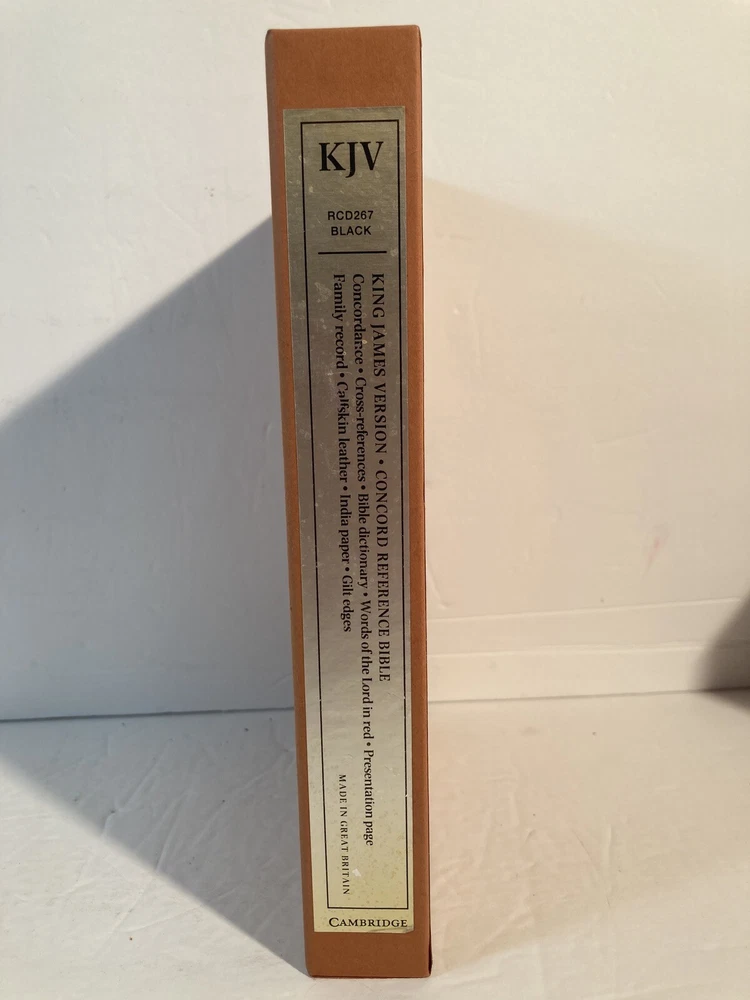 KJV
RCD267
BLACK
KING JAMES VERSION • CONCORD REFERENCE BIBLE
Concordance • Cross-references • Bible dictionary • Words of the Lord in red • Presentation page
Family record • Calfskin leather • India paper • Gilt edges
MADE IN GREAT BRITAIN
CAMBRIDGE